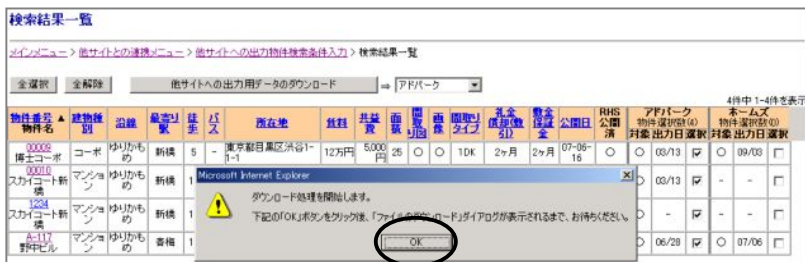 検索結果一覧
メインメニュー > 他サイトとの連携メニュー > 他サイトへの出力物件検索条件入力 > 検索結果一覧
全選択 全解除 他サイトへの出力用データのダウンロード ⇒ アドパーク
4件中 1-4件を表示
物件番号▲ 物件名 建物種別 沿線 最寄り駅 徒歩 バス 所在地 賃料 共益費 面積 間取り図 画像 間取りタイプ 礼金 償却(敷引) 敷金 保証金 公開日 RHS公開済 アドパーク 物件選択数(4) 対象 出力日 選択 ホームズ 物件選択数(0) 対象 出力日 選択
00009 博士コーポ コーポ ゆりかもめ 新橋 5 - 東京都目黒区渋谷1-1-1 12万円 5,000円 25 ○ ○ 1DK 2ヶ月 2ヶ月 07-06-16 ○ ○ 03/13 ○ 09/03
00010 スカイコート新橋 マンション ゆりかもめ 新橋 1 03/13 - -
1234 スカイコート新橋 マンション ゆりかもめ 新橋 1 - - -
A-117 野中ビル マンション ゆりかもめ 青梅 1 06/28 ○ 07/06
Microsoft Internet Explorer
ダウンロード処理を開始します。
下記の「OK」ボタンをクリック後、「ファイルのダウンロード」ダイアログが表示されるまで、お待ちください。
OK